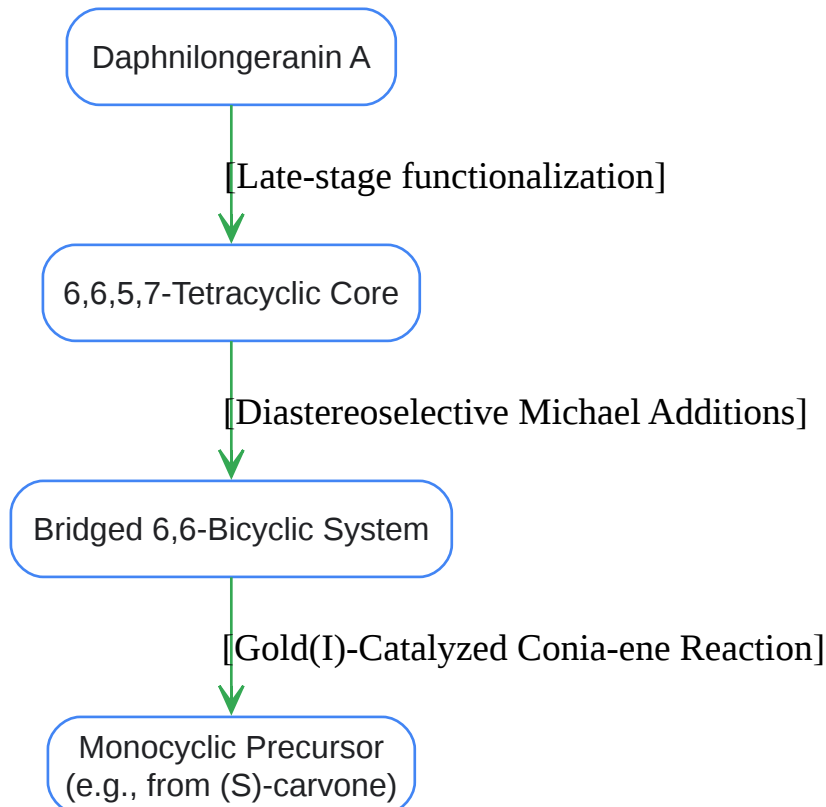 Daphnilongeranin A
[Late-stage functionalization]
6,6,5,7-Tetracyclic Core
[Diastereoselective Michael Additions]
Bridged 6,6-Bicyclic System
[Gold(I)-Catalyzed Conia-ene Reaction]
Monocyclic Precursor
(e.g., from (S)-carvone)